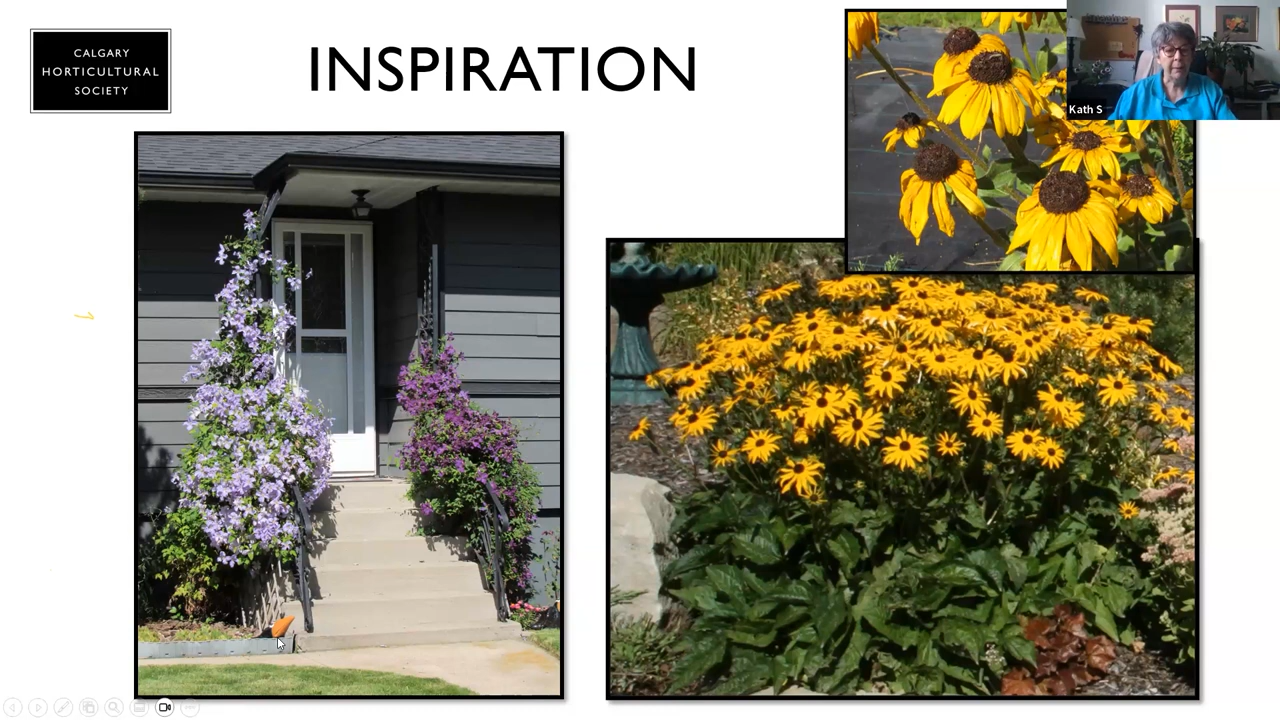 CALGARY
HORTICULTURAL
SOCIETY
INSPIRATION
Kath S